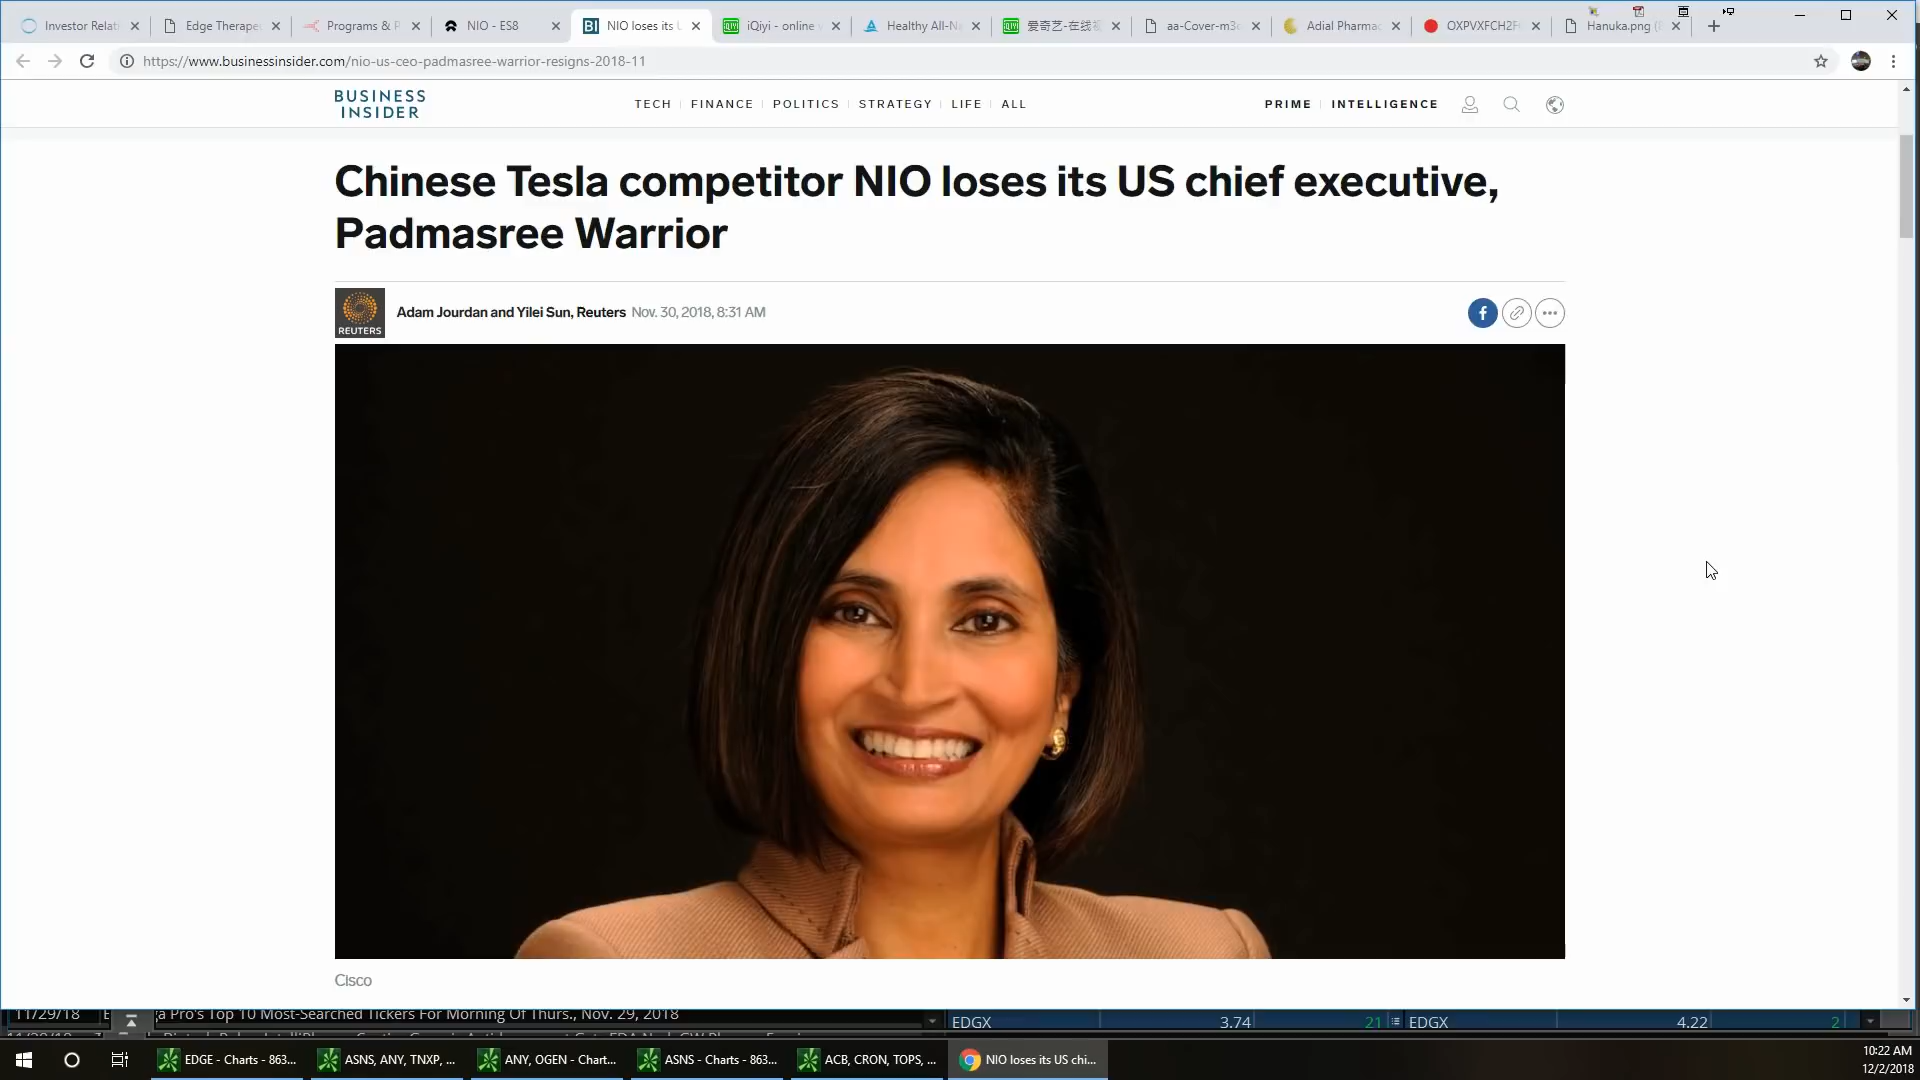 Investor Relati
Edge Therape
Programs & P
NIO - ES8
BI
NIO loses its U
iQiyi - online v
Healthy All-Na
爱奇艺-在线视
aa-Cover-m3
Adial Pharmac
OXPVXFCH2F
Hanuka.png (
https://www.businessinsider.com/nio-us-ceo-padmasree-warrior-resigns-2018-11
BUSINESS
INSIDER
TECH FINANCE POLITICS STRATEGY LIFE ALL
PRIME INTELLIGENCE
Chinese Tesla competitor NIO loses its US chief executive,
Padmasree Warrior
REUTERS
Adam Jourdan and Yilei Sun, Reuters Nov. 30, 2018, 8:31 AM
Cisco
11/29/18
a Pro's Top 10 Most-Searched Tickers For Morning Of Thurs., Nov. 29, 2018
EDGX 3.74 21
EDGX 4.22 2
EDGE - Charts - 863...
ASNS, ANY, TNXP, ...
ANY, OGEN - Chart...
ASNS - Charts - 863...
ACB, CRON, TOPS, ...
NIO loses its US chi...
10:22 AM
12/2/2018